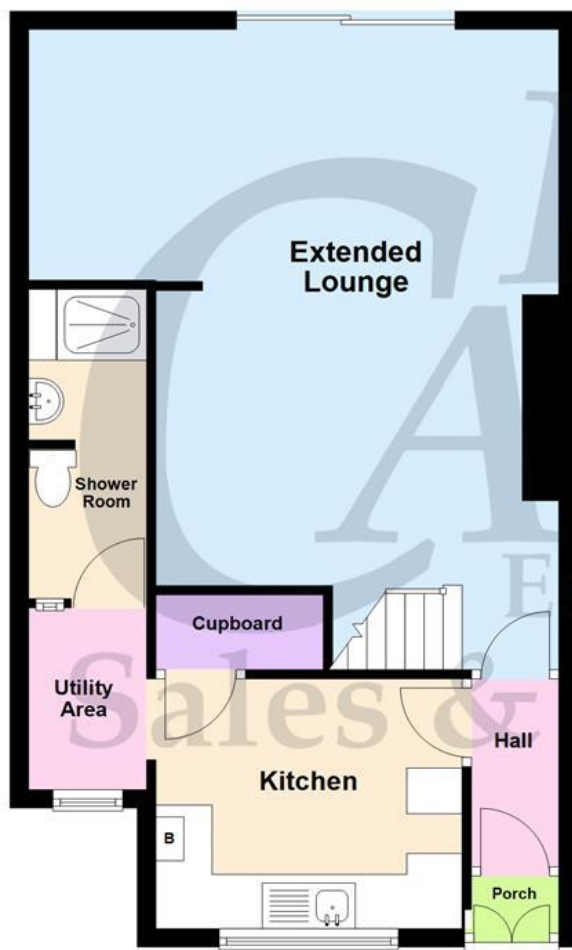 Extended
Lounge
Shower
Room
Cupboard
Utility
Area
Sales &
Hall
Kitchen
B
Porch